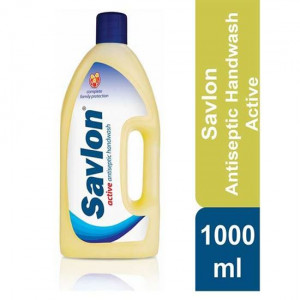 complete
family protection
Savlon
active antiseptic handwash
Savlon
Antiseptic Handwash
Active
1000
ml